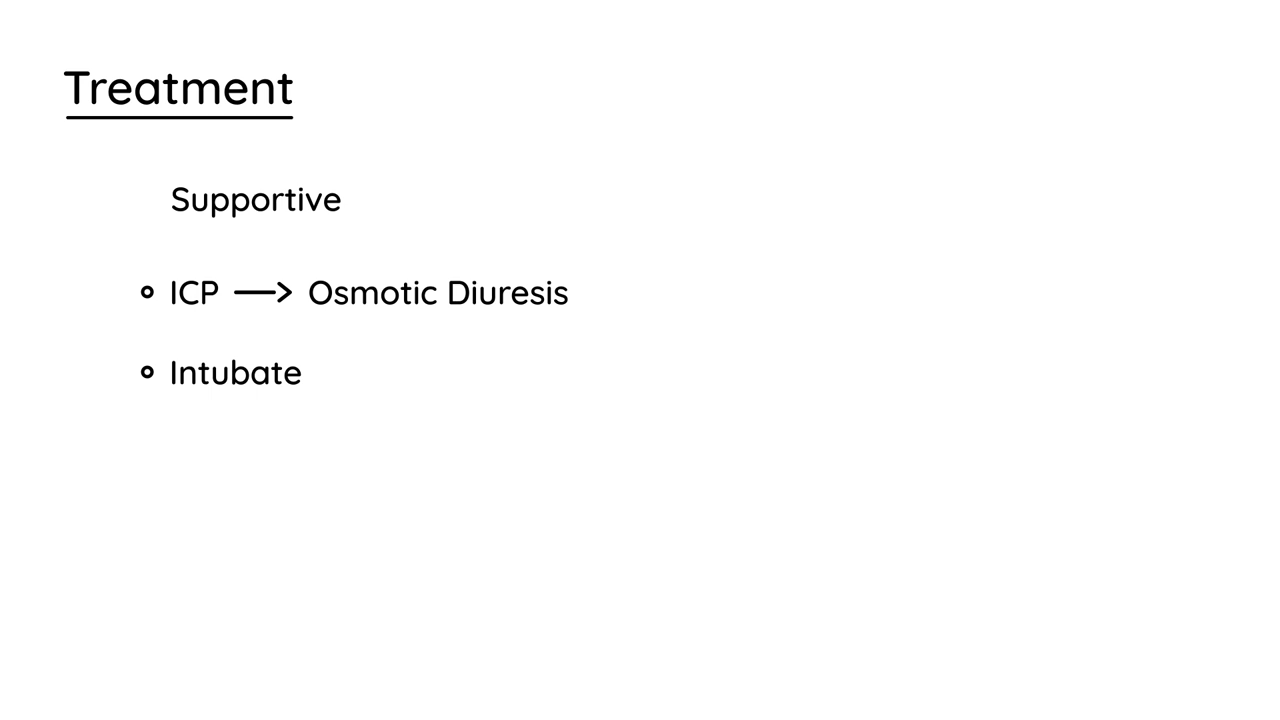 Treatment
Supportive
ICP → Osmotic Diuresis
Intubate